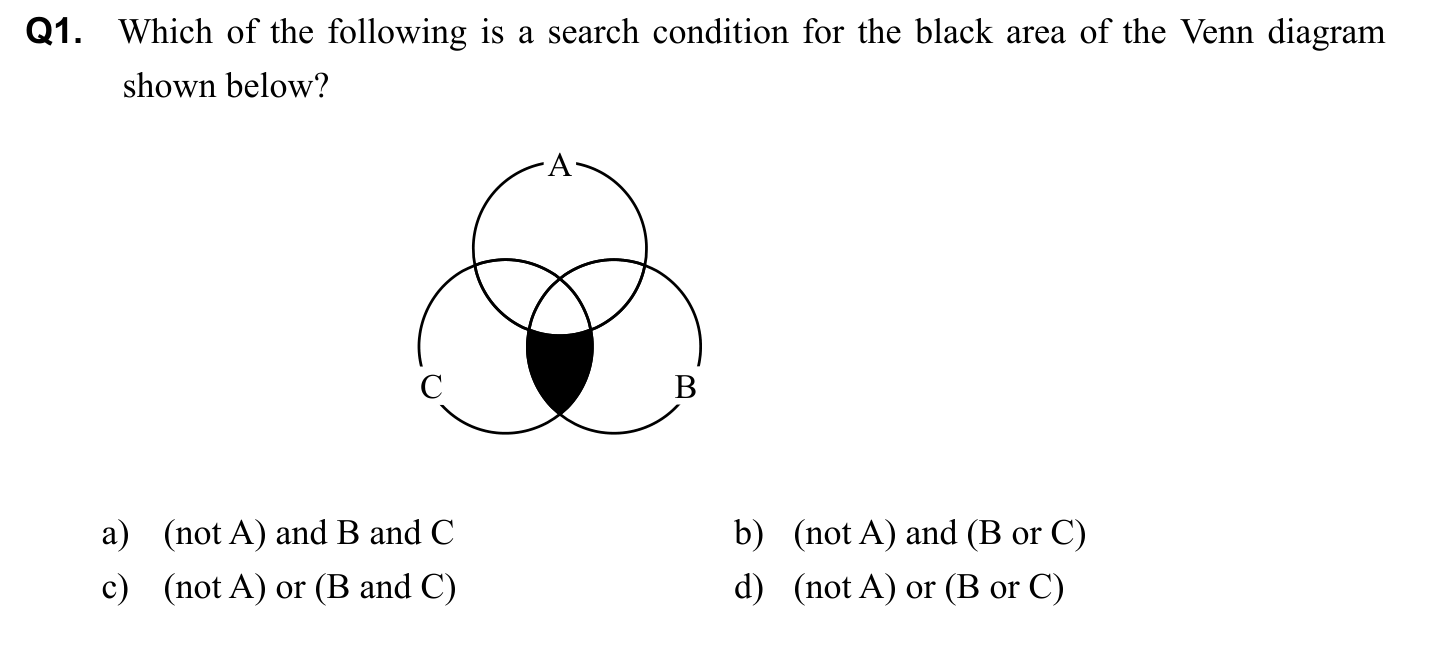 Q1. Which of the following is a search condition for the black area of the Venn diagram
shown below?
A
C
B
a) (not A) and B and C
b) (not A) and (B or C)
c) (not A) or (B and C)
d) (not A) or (B or C)